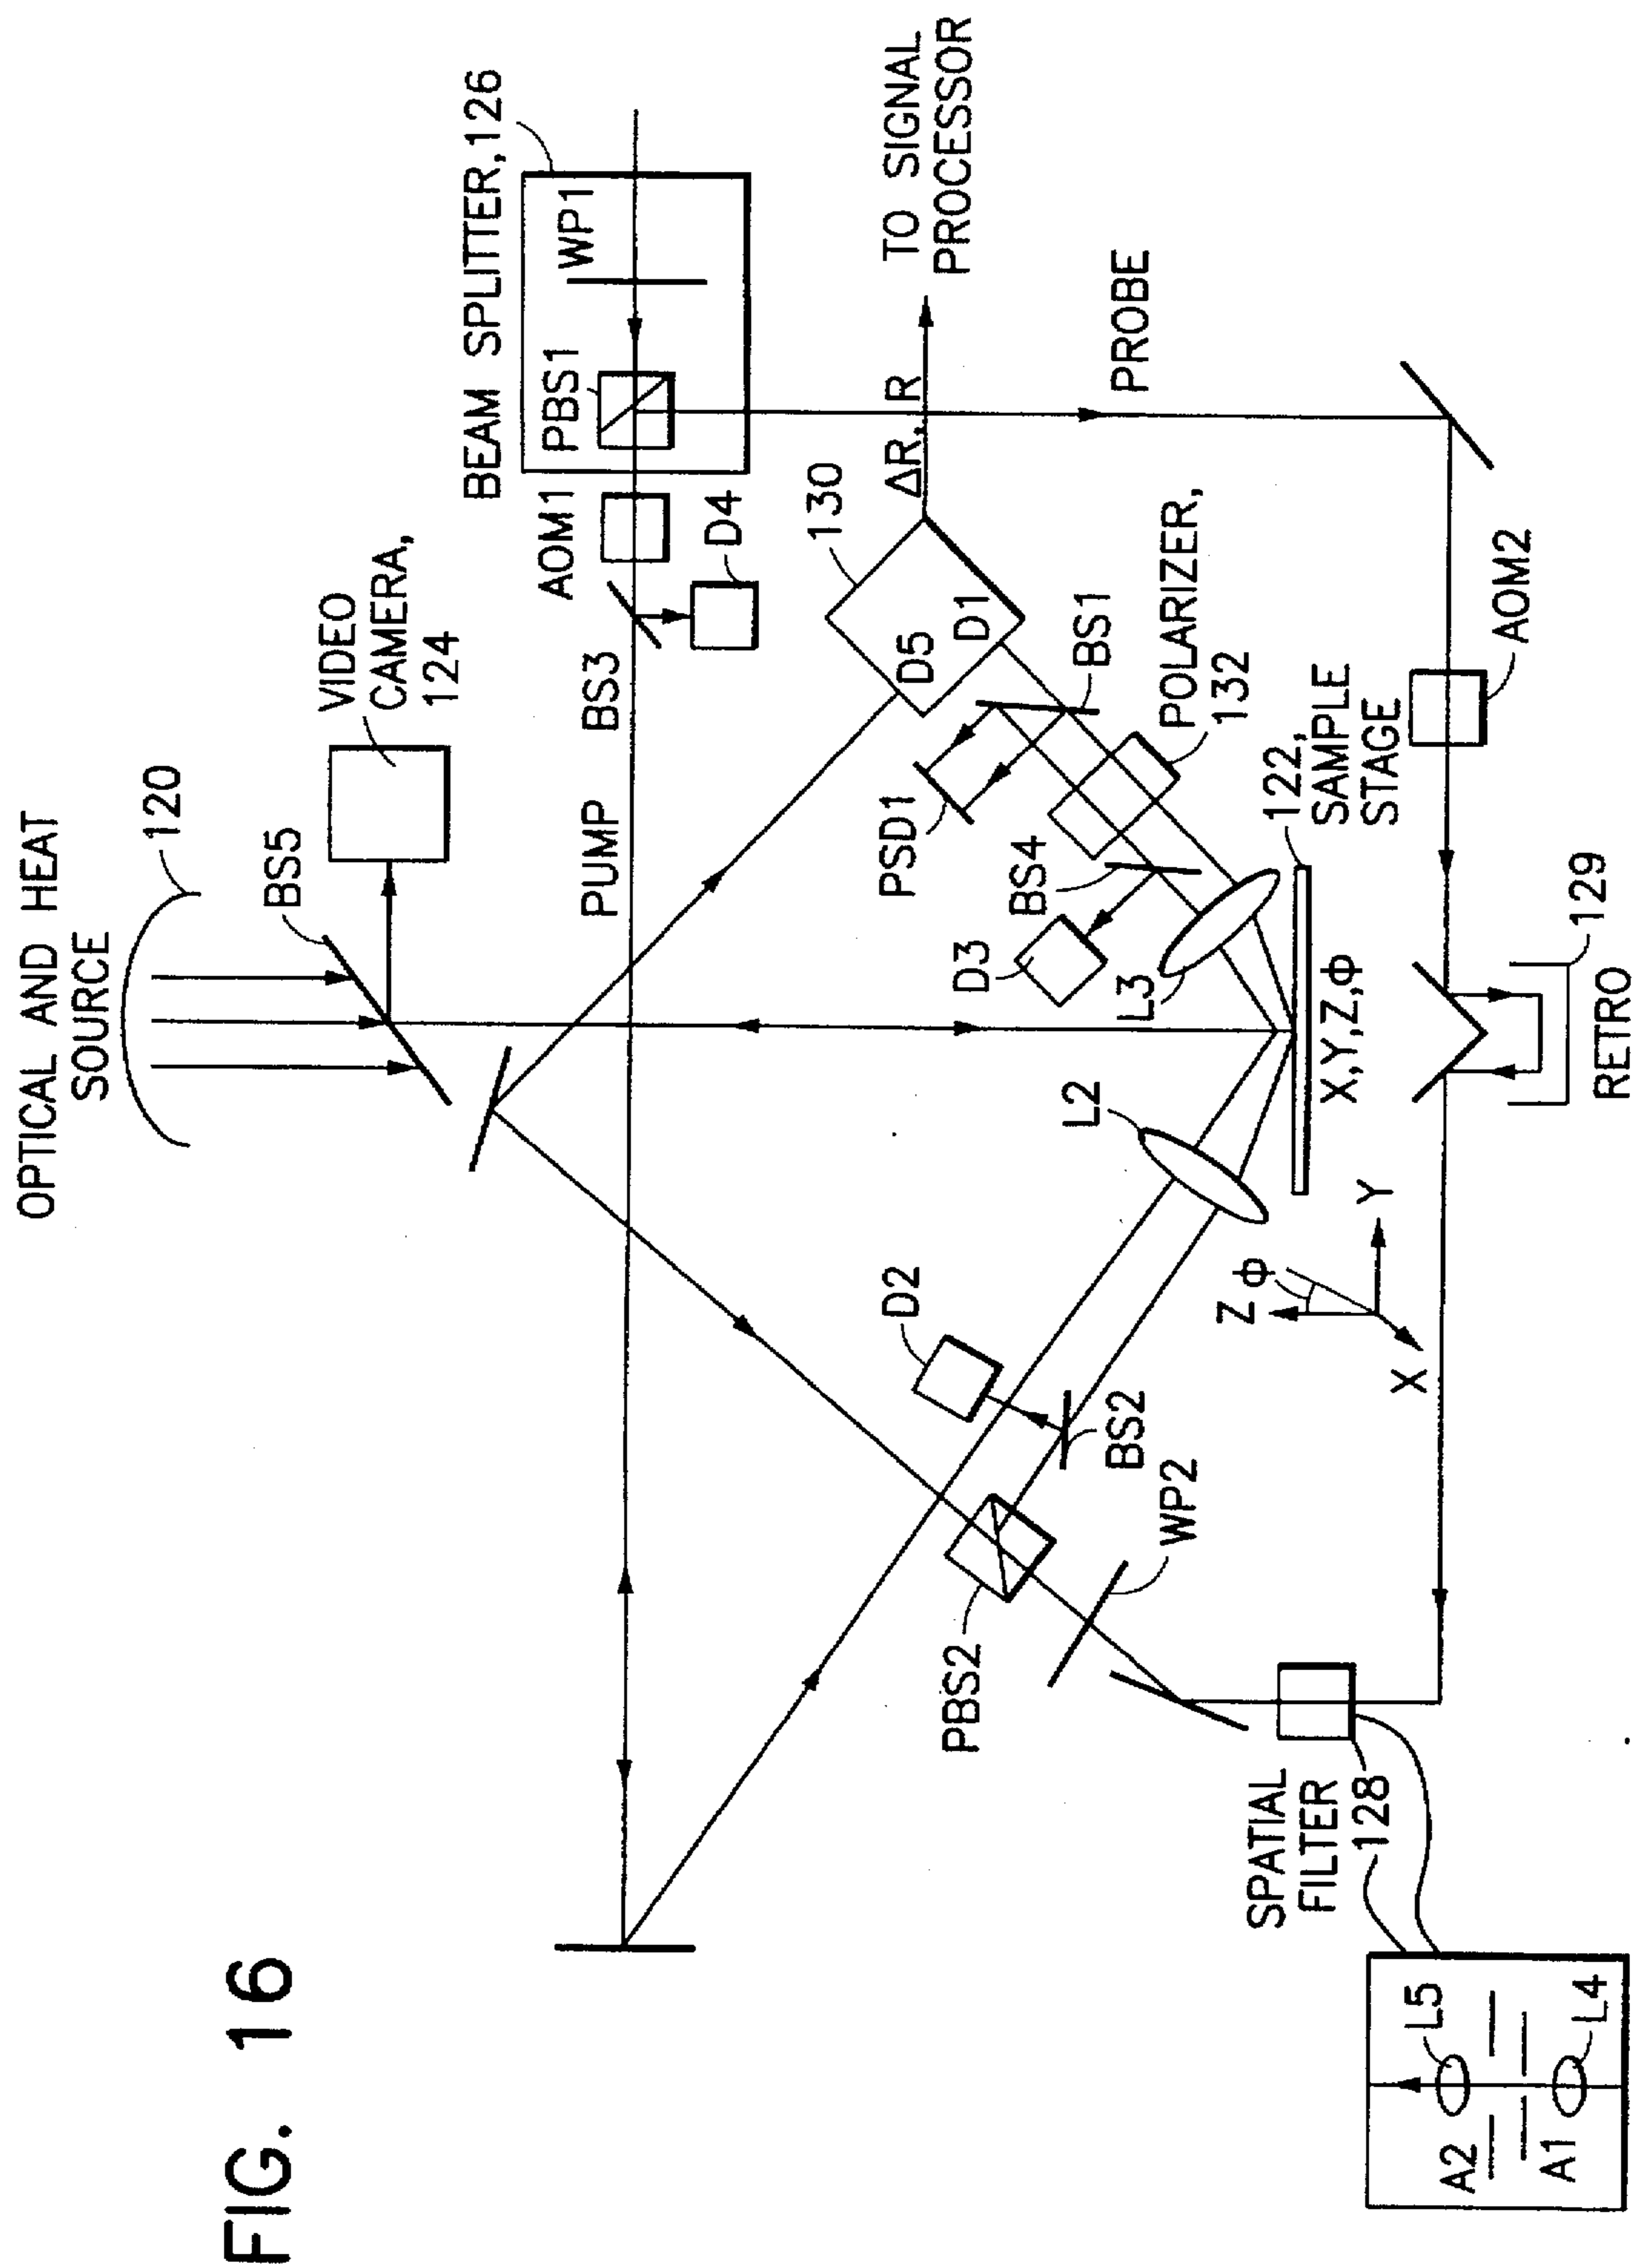 FIG. 16
OPTICAL AND HEAT
SOURCE
120
BS5
VIDEO
CAMERA,
124
BEAM SPLITTER,126
WP1
PBS1
AOM1
D4
PUMP BS3
130
ΔR, R
TO SIGNAL
PROCESSOR
D5
D1
PROBE
BS1
PSD1
POLARIZER,
132
BS4
D3
L3
122,
SAMPLE
STAGE
X,Y,Z,Φ
AOM2
129
RETRO
L2
D2
Z
Φ
Y
X
BS2
WP2
PBS2
SPATIAL
FILTER
128
L5
A2
A1
L4